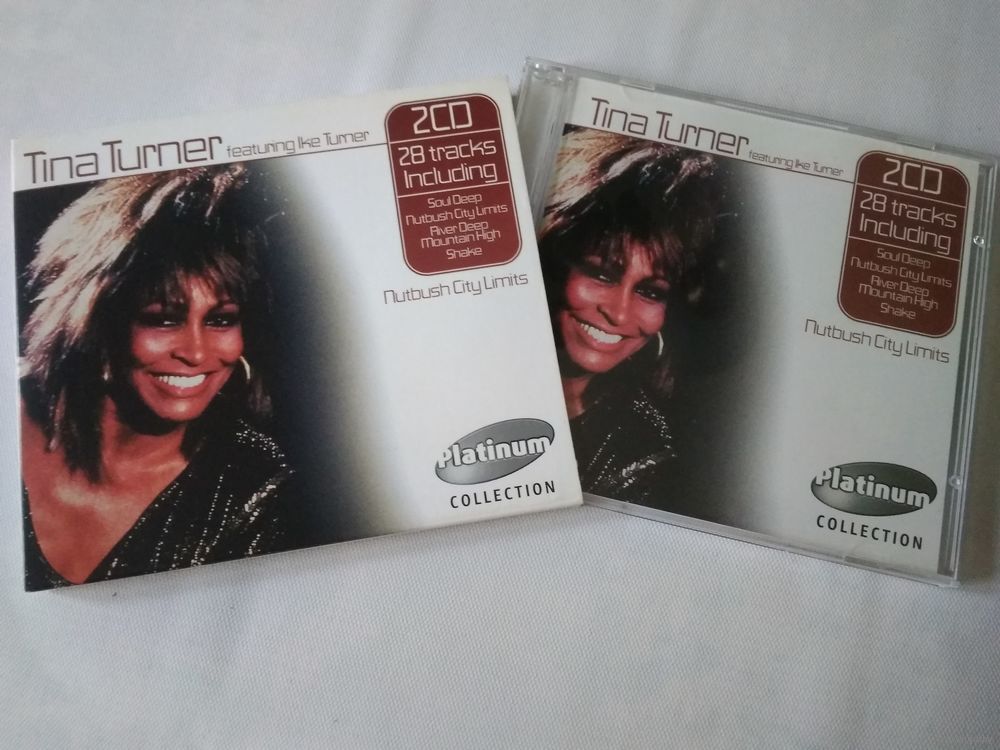 Tina Turner featuring Ike Turner
2CD
28 tracks
Including
Soul Deep
Nutbush City Limits
River Deep
Mountain High
Shake
Nutbush City Limits
Platinum
COLLECTION
Tina Turner featuring Ike Turner
2CD
28 tracks
Including
Soul Deep
Nutbush City Limits
River Deep
Mountain High
Shake
Nutbush City Limits
Platinum
COLLECTION